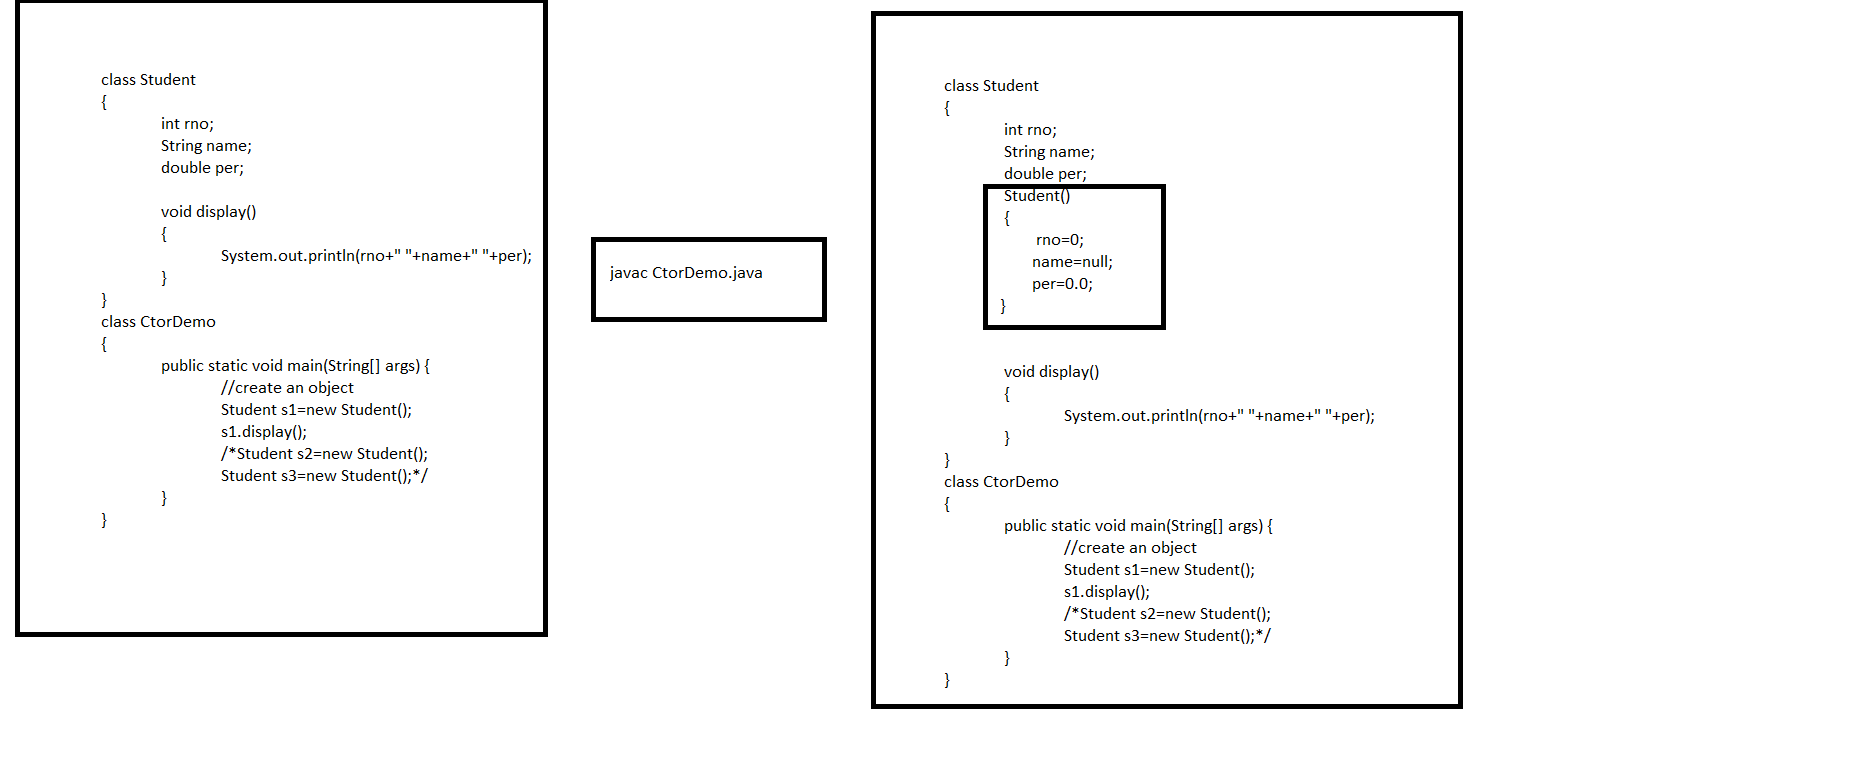 class Student
{
int rno;
String name;
double per;
void display()
{
System.out.println(rno+" "+name+" "+per);
}
}
class CtorDemo
{
public static void main(String[] args) {
//create an object
Student s1=new Student();
s1.display();
/*Student s2=new Student();
Student s3=new Student();*/
}
}
javac CtorDemo.java
class Student
{
int rno;
String name;
double per;
Student()
{
rno=0;
name=null;
per=0.0;
}
void display()
{
System.out.println(rno+" "+name+" "+per);
}
}
class CtorDemo
{
public static void main(String[] args) {
//create an object
Student s1=new Student();
s1.display();
/*Student s2=new Student();
Student s3=new Student();*/
}
}